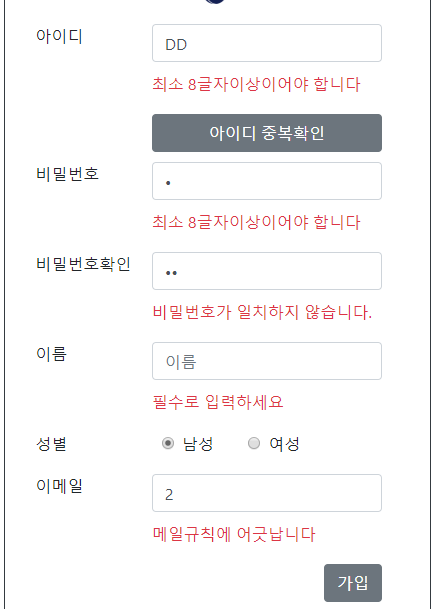 아이디
DD
최소 8글자이상이어야 합니다
아이디 중복확인
비밀번호
•
최소 8글자이상이어야 합니다
비밀번호확인
••
비밀번호가 일치하지 않습니다.
이름
이름
필수로 입력하세요
성별 남성 여성
이메일
2
메일규칙에 어긋납니다
가입